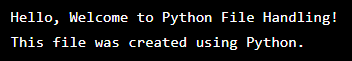 Hello, Welcome to Python File Handling!
This file was created using Python.